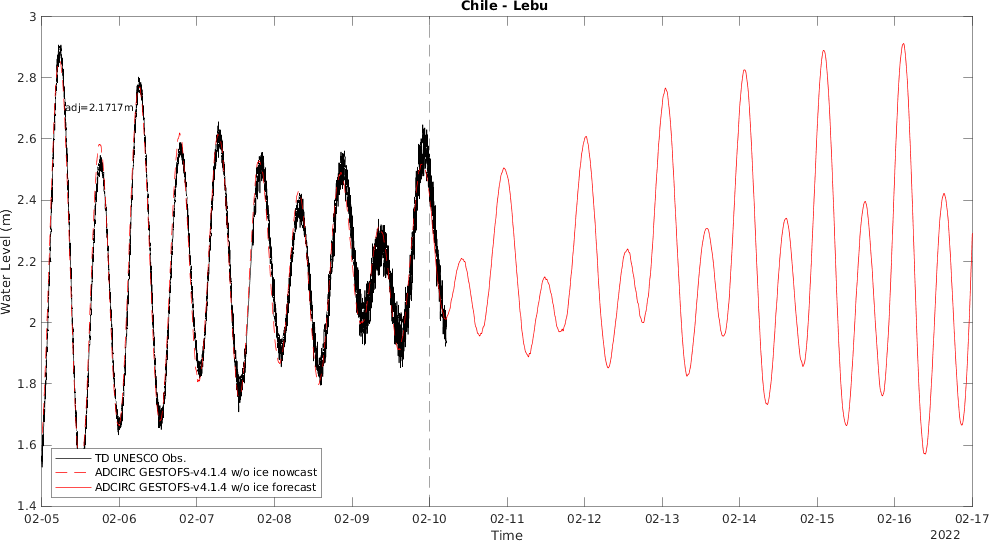 Chile - Lebu
3
2.8
adj=2.1717m
2.6
2.4
2.2
2
1.8
1.6
1.4
Water Level (m)
TD UNESCO Obs.
ADCIRC GESTOFS-v4.1.4 w/o ice nowcast
ADCIRC GESTOFS-v4.1.4 w/o ice forecast
02-05 02-06 02-07 02-08 02-09 02-10 02-11 02-12 02-13 02-14 02-15 02-16 02-17
Time
2022